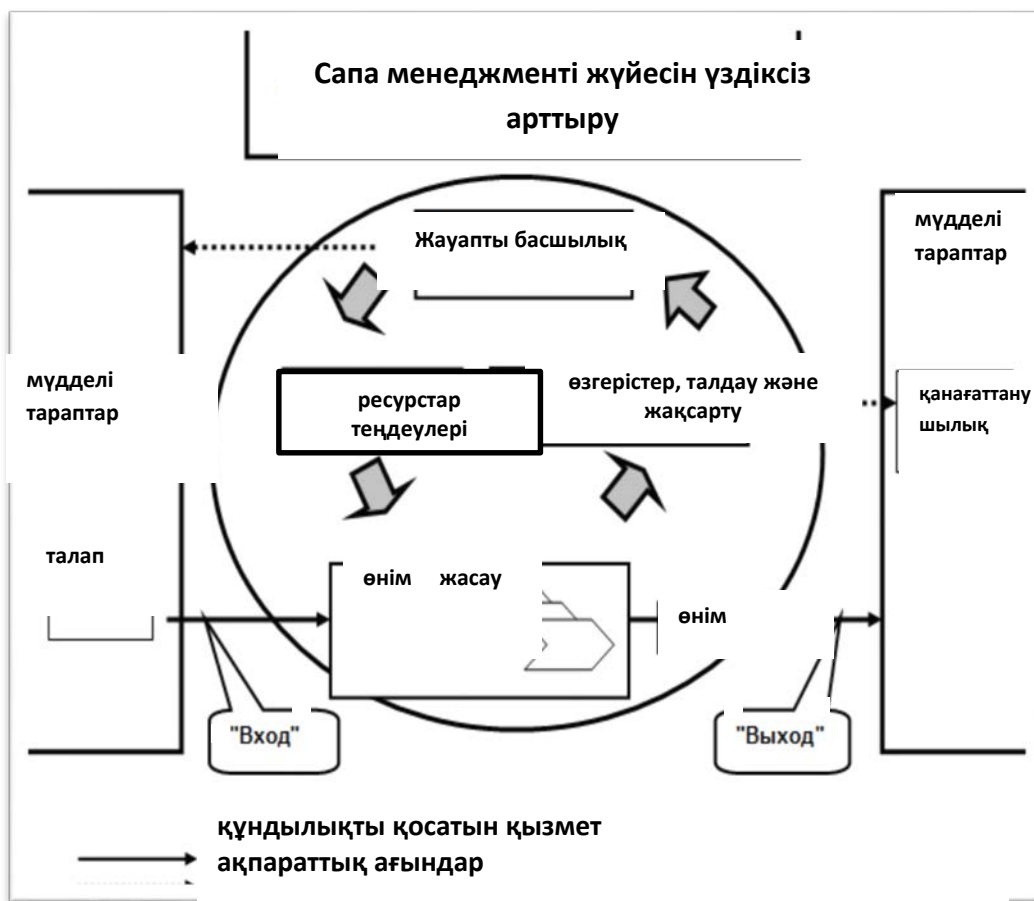 Сапа менеджменті жүйесін үздіксіз
арттыру
Жауапты басшылық
мүдделі
тараптар
мүдделі
тараптар
ресурстар
теңдеулері
өзгерістер, талдау және
жақсарту
қанағаттану
шылық
талап
өнім жасау
өнім
"Вход"
"Выход"
құндылықты қосатын қызмет
ақпараттық ағындар